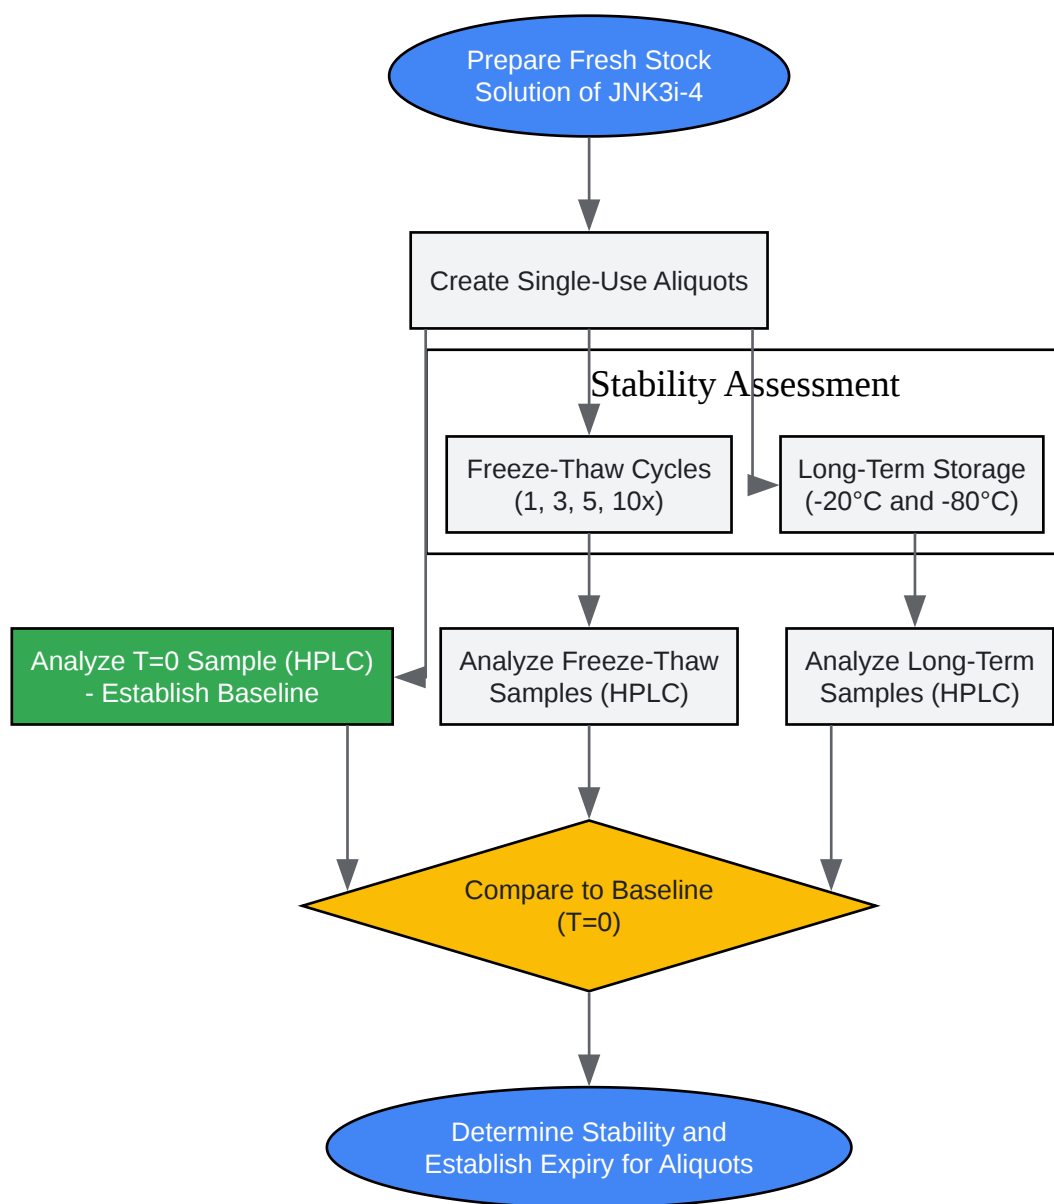 Prepare Fresh Stock
Solution of JNK3i-4
Create Single-Use Aliquots
Stability Assessment
Freeze-Thaw Cycles
(1, 3, 5, 10x)
Long-Term Storage
(-20°C and -80°C)
Analyze T=0 Sample (HPLC)
- Establish Baseline
Analyze Freeze-Thaw
Samples (HPLC)
Analyze Long-Term
Samples (HPLC)
Compare to Baseline
(T=0)
Determine Stability and
Establish Expiry for Aliquots